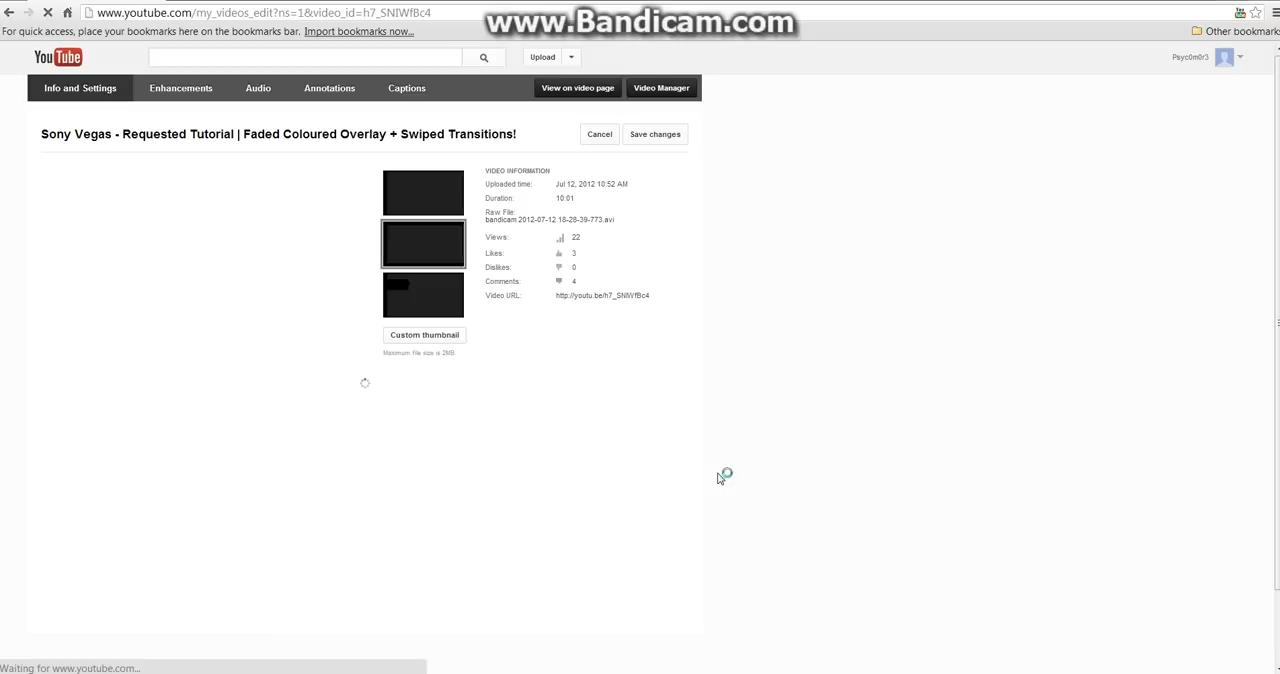 www.youtube.com/my_videos_edit?ns=1&video_id=h7_SNIWfBc4
www.Bandicam.com
For quick access, place your bookmarks here on the bookmarks bar. Import bookmarks now...
Other bookmarks
YouTube
Upload
Psyc0m0r3
Info and Settings
Enhancements
Audio
Annotations
Captions
View on video page
Video Manager
Sony Vegas - Requested Tutorial | Faded Coloured Overlay + Swiped Transitions!
Cancel
Save changes
VIDEO INFORMATION
Uploaded time: Jul 12, 2012 10:52 AM
Duration: 10:01
Raw File:
bandicam 2012-07-12 18-28-39-773.avi
Views: 22
Likes: 3
Dislikes: 0
Comments: 4
Video URL: http://youtu.be/h7_SNIWfBc4
Custom thumbnail
Maximum file size is 2MB.
Waiting for www.youtube.com...